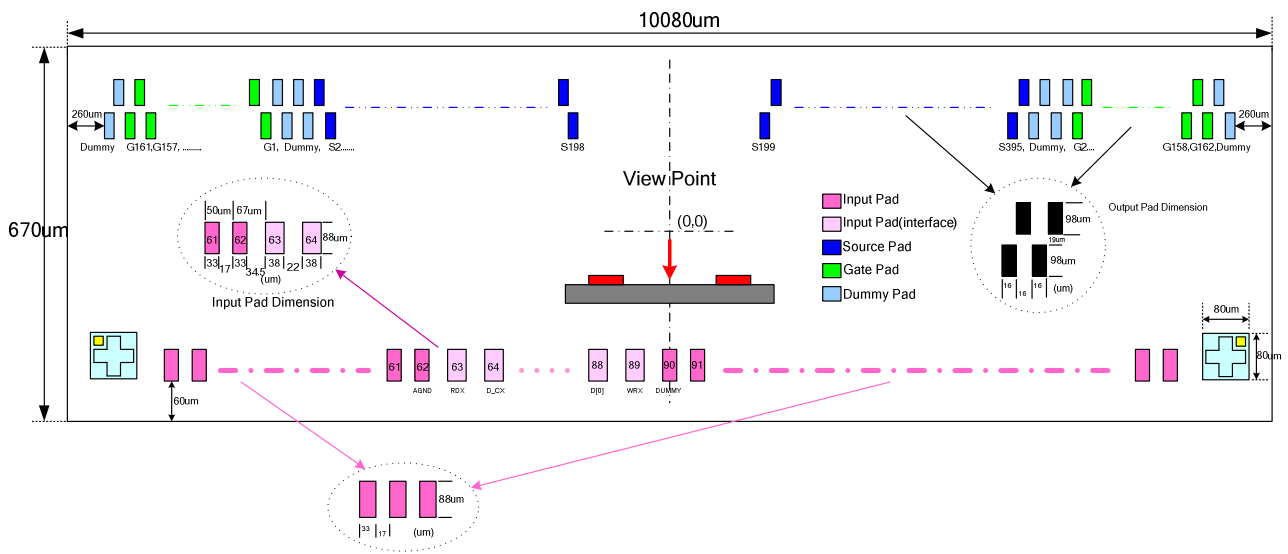 10080um
260um
260um
Dummy G161,G157, ........
G1, Dummy, S2......
S198
S199
S395, Dummy, G2....
G158,G162,Dummy
670um
View Point
(0,0)
Input Pad
Input Pad(interface)
Source Pad
Gate Pad
Dummy Pad
50um 67um
61 62 63 64
88um
33 17 33 34.5 38 22 38
(um)
Input Pad Dimension
Output Pad Dimension
98um
19um
98um
16 16 16 (um)
80um
80um
60um
61 62 63 64 88 89 90 91
AGND RDX D_CX D[0] WRX DUMMY
88um
33 17 (um)